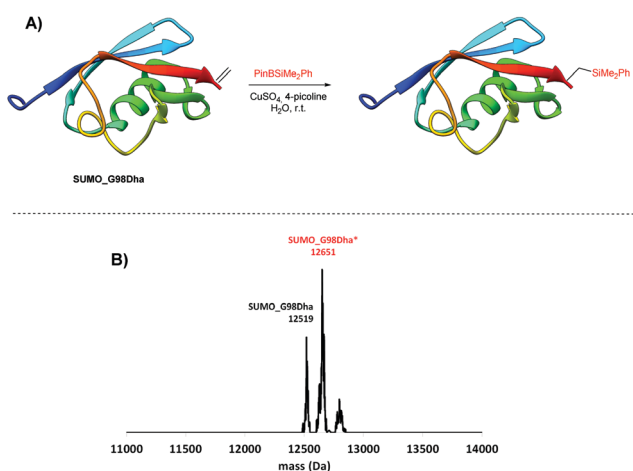 A)
PinBSiMe₂Ph
CuSO₄, 4-picoline
H₂O, r.t.
SiMe₂Ph
SUMO_G98Dha
B)
SUMO_G98Dha*
12651
SUMO_G98Dha
12519
11000 11500 12000 12500 13000 13500 14000
mass (Da)